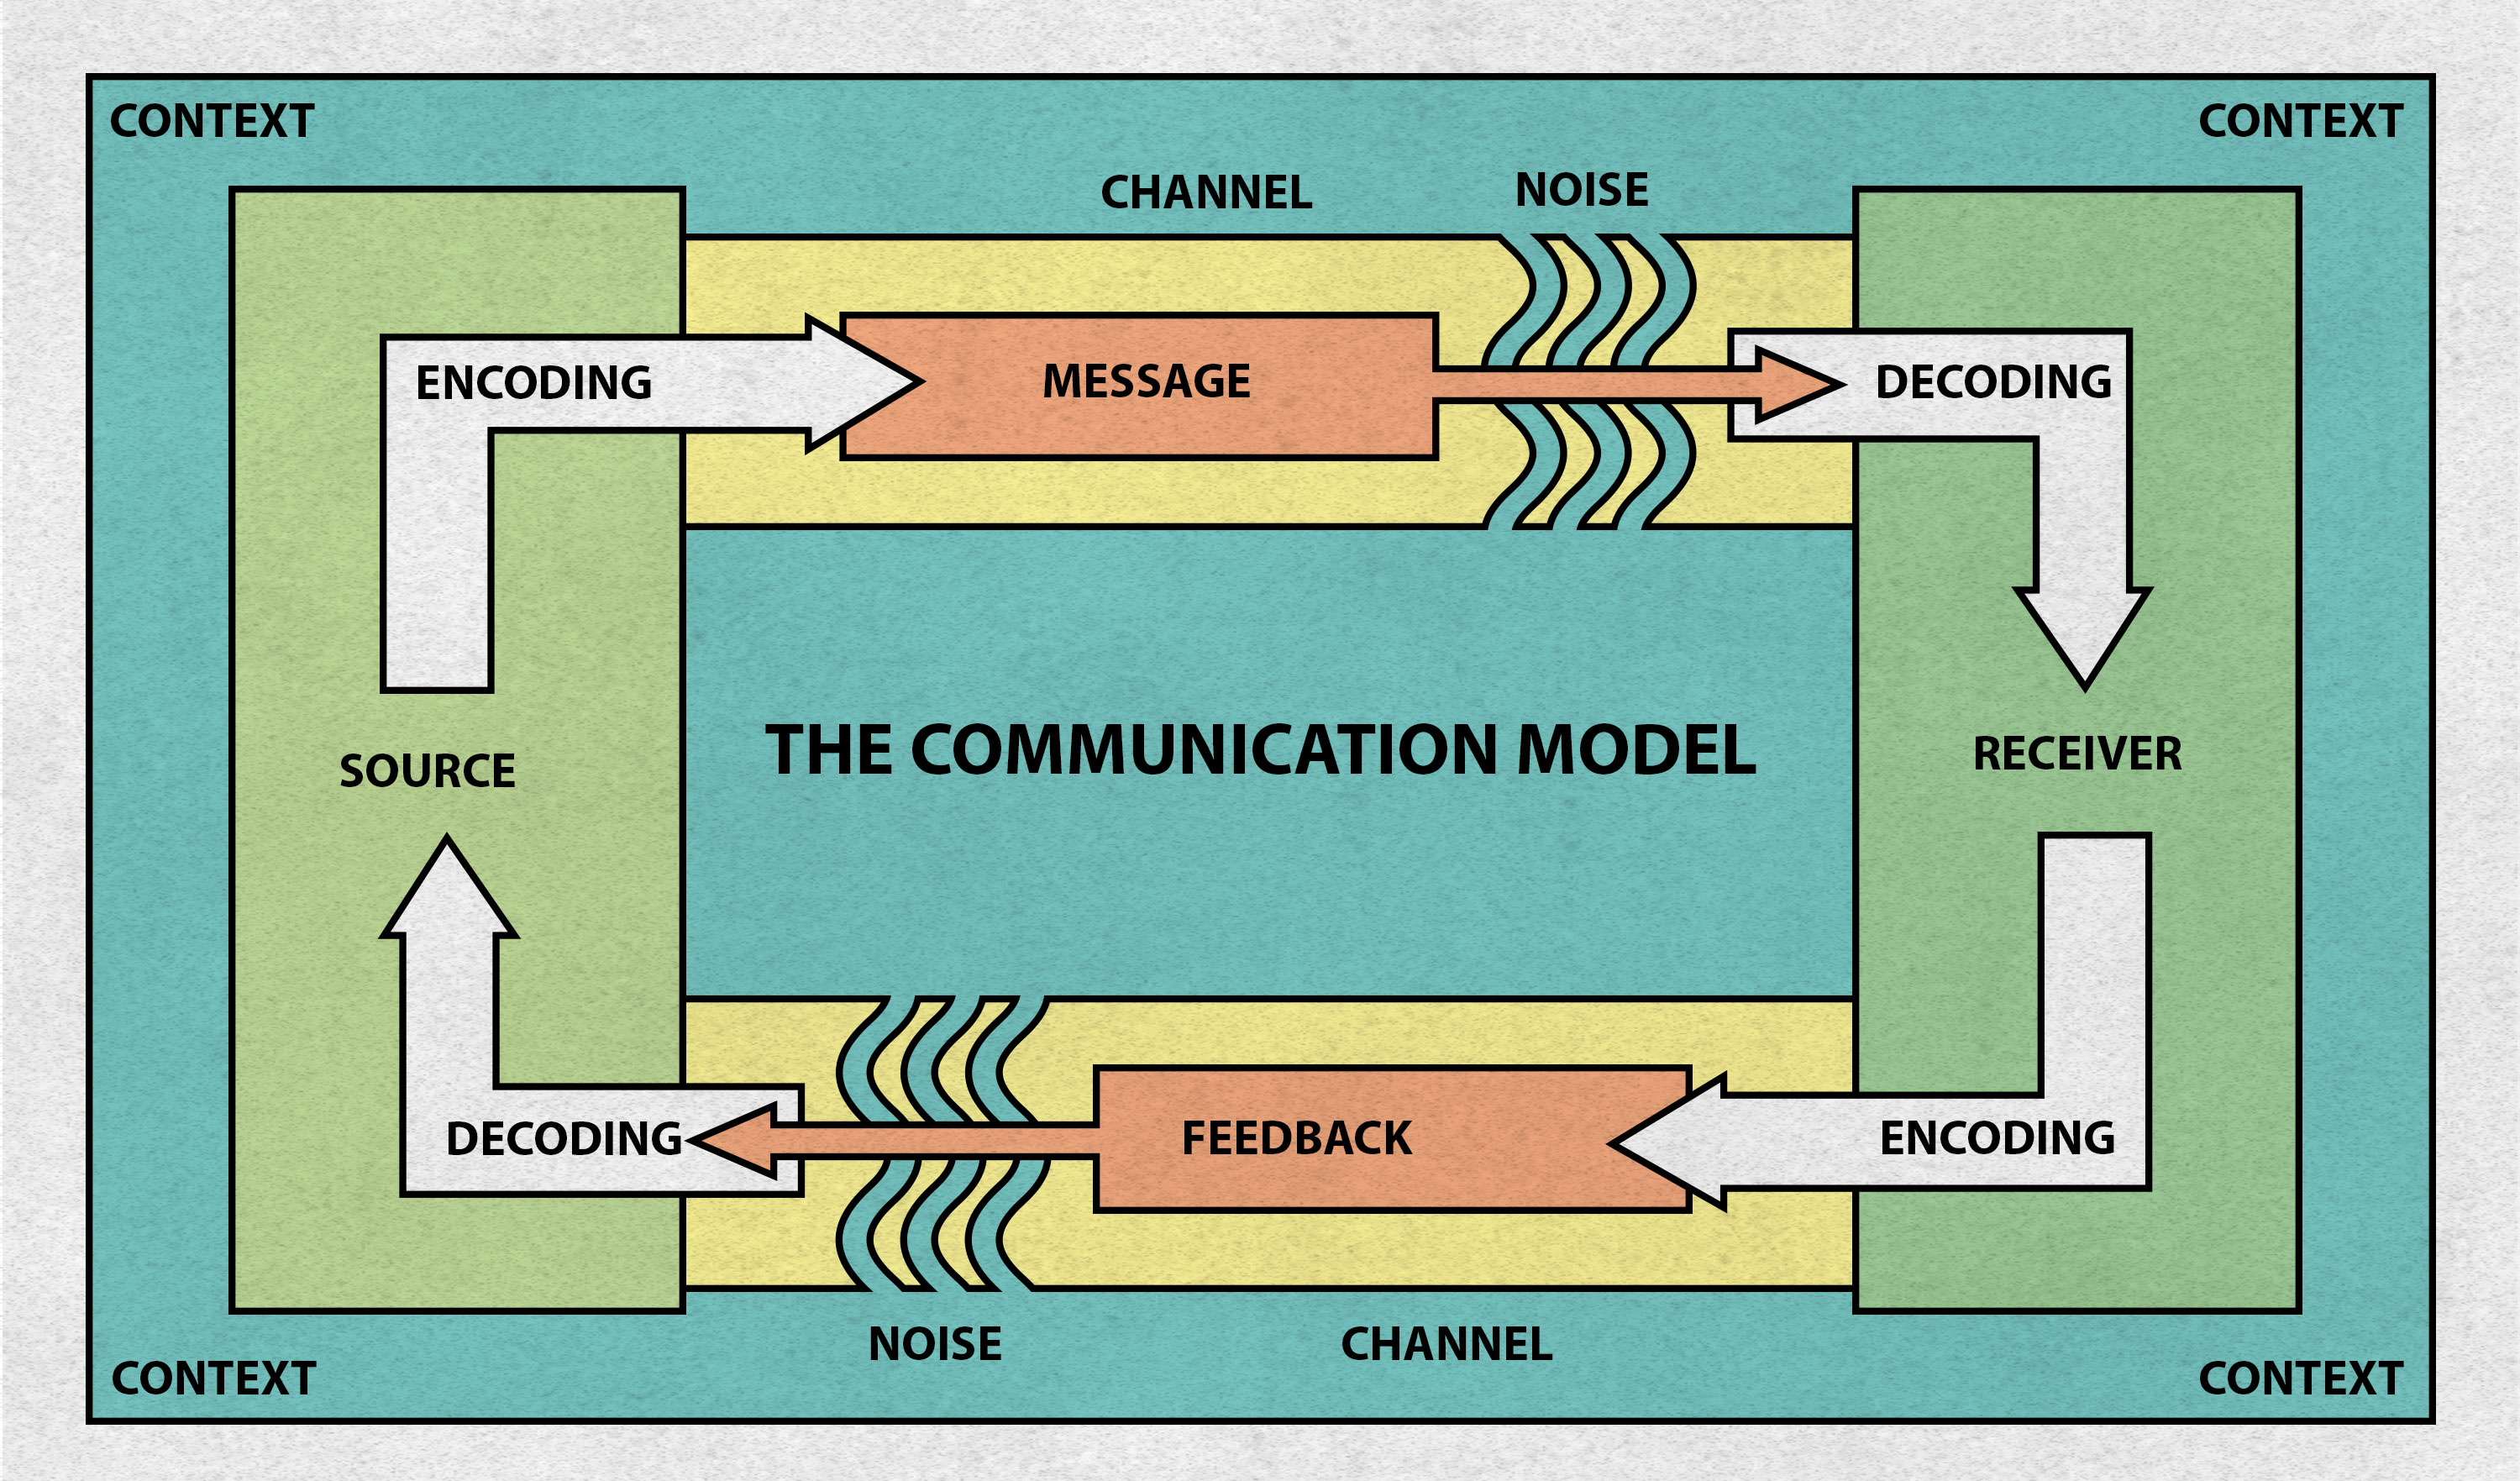 CONTEXT
CONTEXT
CHANNEL
NOISE
ENCODING
MESSAGE
DECODING
SOURCE
THE COMMUNICATION MODEL
RECEIVER
DECODING
FEEDBACK
ENCODING
NOISE
CHANNEL
CONTEXT
CONTEXT